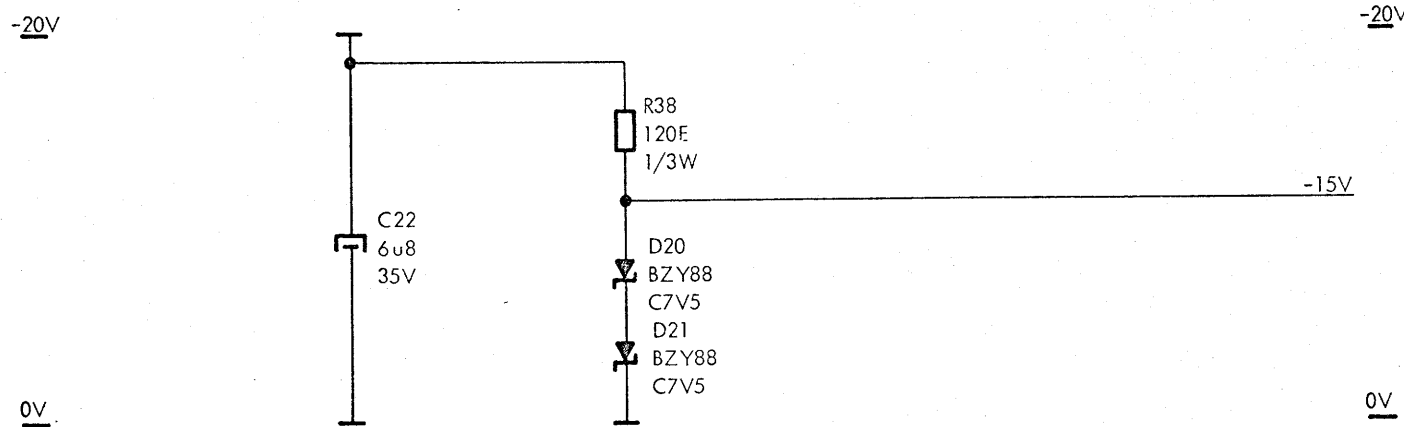 -20V
-20V
R38
120E
1/3W
-15V
C22
6u8
35V
D20
BZY88
C7V5
D21
BZY88
C7V5
0V
0V